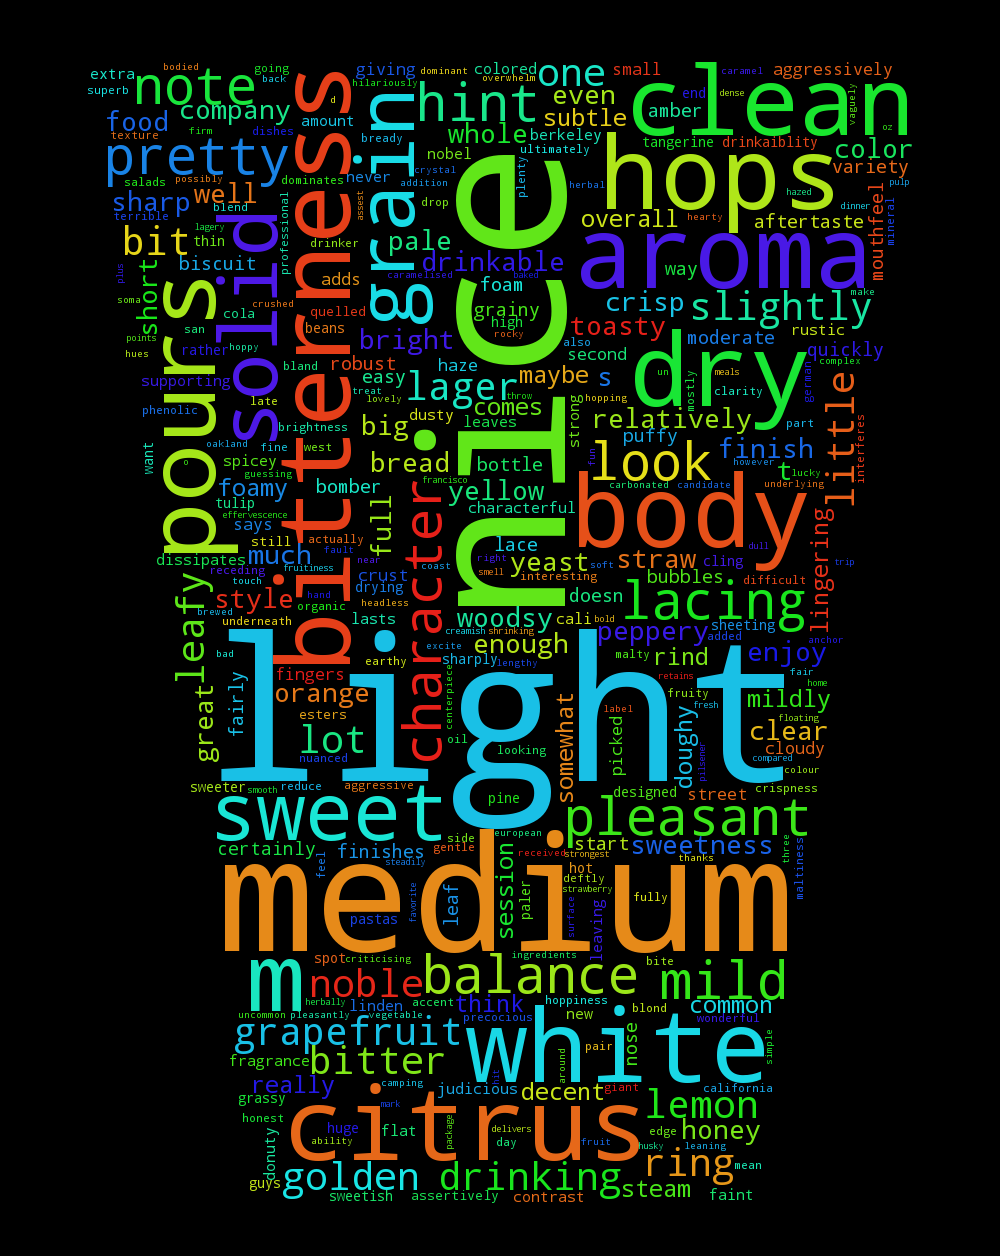 bodied
extra
going
giving
dominant
colored
one
small
caramel
aggressively
note
back
hilariously
overwhelm
clean
superb
company
hint
even
end
dense
vaguely
food
firm
dishes
amount
d
subtle
amber
oz
texture
bready
whole
berkeley
tangerine
drinkaiblity
color
pretty
grain
nobel
ultimately
hops
variety
possibly
never
crystal
plenty
salads
dominates
addition
herbal
hazed
dinner
pulp
sharp
well
assest
drop
overall
hearty
aftertaste
mouthfeel
mineral
terrible
blend
professional
lagery
bit
thin
drinker
pale
aroma
biscuit
drinkable
way
plus
short
adds
caramelised
naked
foam
crisp
slightly
make
soma
crushed
quelled
grainy
cola
beans
high
toasty
rustic
points
san
rocky
moderate
hues
rather
hoppy
bright
also
second
quickly
complex
bland
robust
haze
dry
supporting
treat
easy
maybe
s
un
meals
german
solid
lager
mostly
clarity
late
lovely
throw
hopping
phenolic
dusty
comes
relatively
part
pours
brightness
big
leaves
strong
little
oakland
fine
west
puffy
want
spicey
bread
bottle
look
finish
interferes
o
guessing
francisco
fun
however
t
lucky
foamy
bomber
yellow
carbonated
candidate
underlying
tulip
characterful
body
effervescence
says
full
still
actually
lace
dull
dissipates
much
fault
near
right
yeast
straw
cling
trip
receding
fruitiness
crust
coast
smell
interesting
soft
bubbles
difficult
lingering
touch
drying
nice
doesn
leafy
style
hand
headless
lacing
brewed
organic
bitterness
underneath
lasts
woodsy
cali
bold
sheeting
creamish
shrinking
peppery
added
anchor
enough
bad
earthy
excite
sharply
lengthy
malty
rind
enjoy
fingers
retains
fair
home
fairly
orange
character
centerpiece
fruity
mildly
great
esters
label
fresh
floating
light
lot
oil
somewhat
picked
clear
looking
doughy
pilsener
cloudy
nuanced
compared
colour
sweeter
smooth
reduce
aggressive
pine
designed
street
crispness
sweet
pleasant
certainly
european
side
finishes
gentle
received
strongest
start
sweetness
thanks
three
feel
steadily
hot
maltiness
medium
deftly
favorite
leaf
session
paler
strawberry
fully
pastas
surface
leaving
spot
criticising
ingredients
bite
m
noble
balance
mild
herbally
linden
accent
think
hoppiness
blond
common
uncommon
pleasantly
vegetable
precocious
new
wonderful
grapefruit
white
nose
simple
fragrance
bitter
around
pair
really
camping
judicious
hit
decent
giant
california
grassy
mark
lemon
honest
citrus
huge
flat
delivers
edge
honey
ability
package
day
fruit
husky
leaning
donuty
ring
mean
guys
golden
drinking
steam
sweetish
assertively
contrast
faint